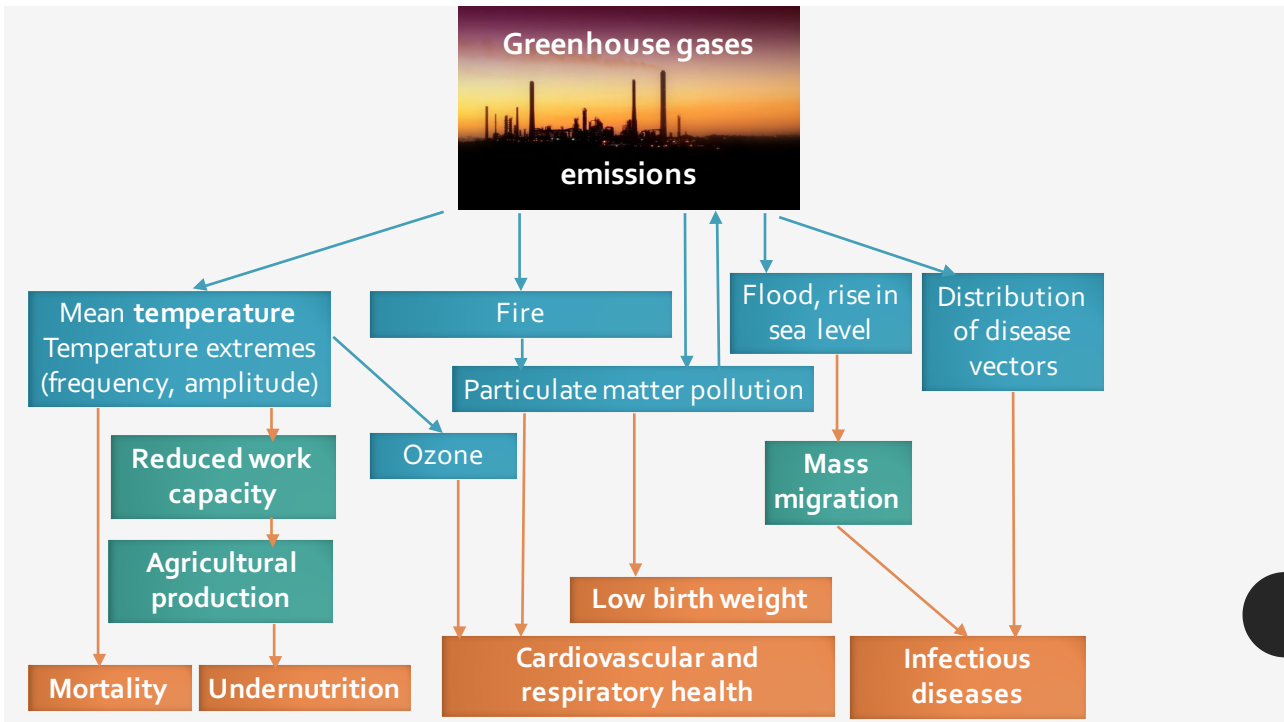 Greenhouse gases
emissions
Mean temperature
Temperature extremes
(frequency, amplitude)
Fire
Flood, rise in
sea level
Distribution
of disease
vectors
Particulate matter pollution
Reduced work
capacity
Ozone
Mass
migration
Agricultural
production
Low birth weight
Mortality
Undernutrition
Cardiovascular and
respiratory health
Infectious
diseases